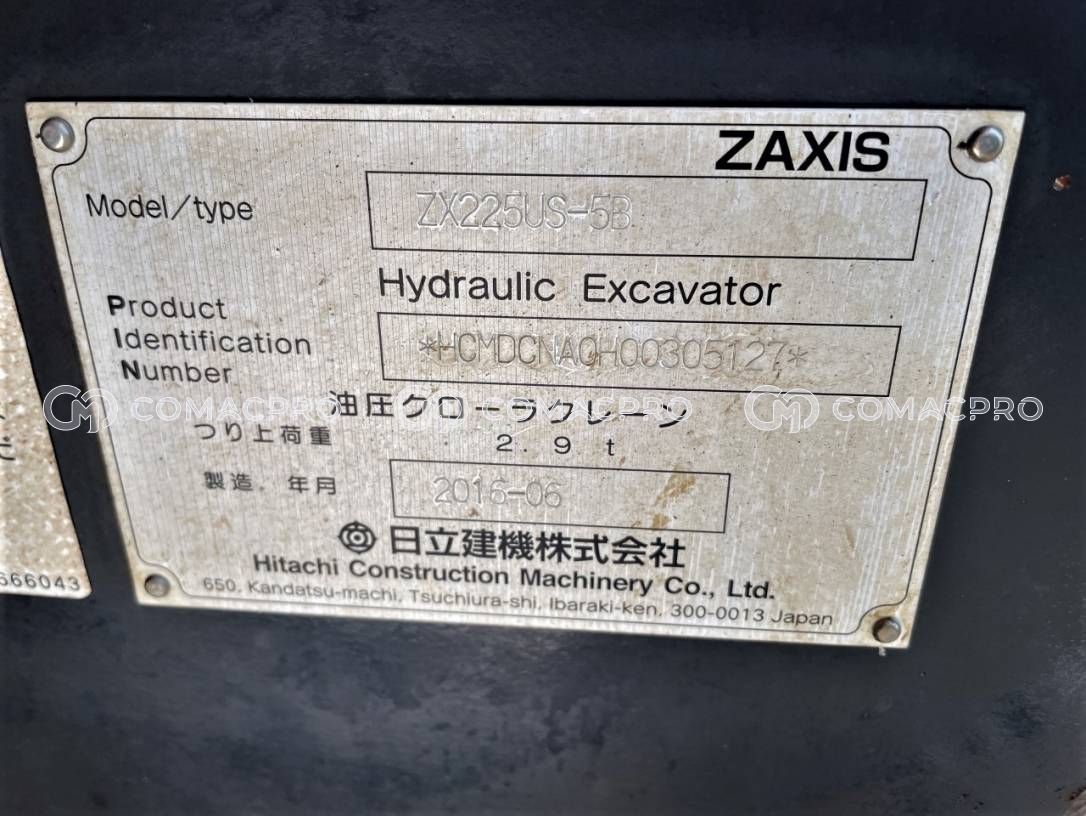 ZAXIS
Model/type ZX225US-5B
Hydraulic Excavator
Product
Identification
Number
*HCMDCNA0H00305127*
COMACPRO COMACPRO COMACPRO
油圧クローラクレーン
つり上荷重 2.9 t
製造.年月 2016-06
日立建機株式会社
Hitachi Construction Machinery Co., Ltd.
650, Kandatsu-machi, Tsuchiura-shi, Ibaraki-ken, 300-0013 Japan
566043